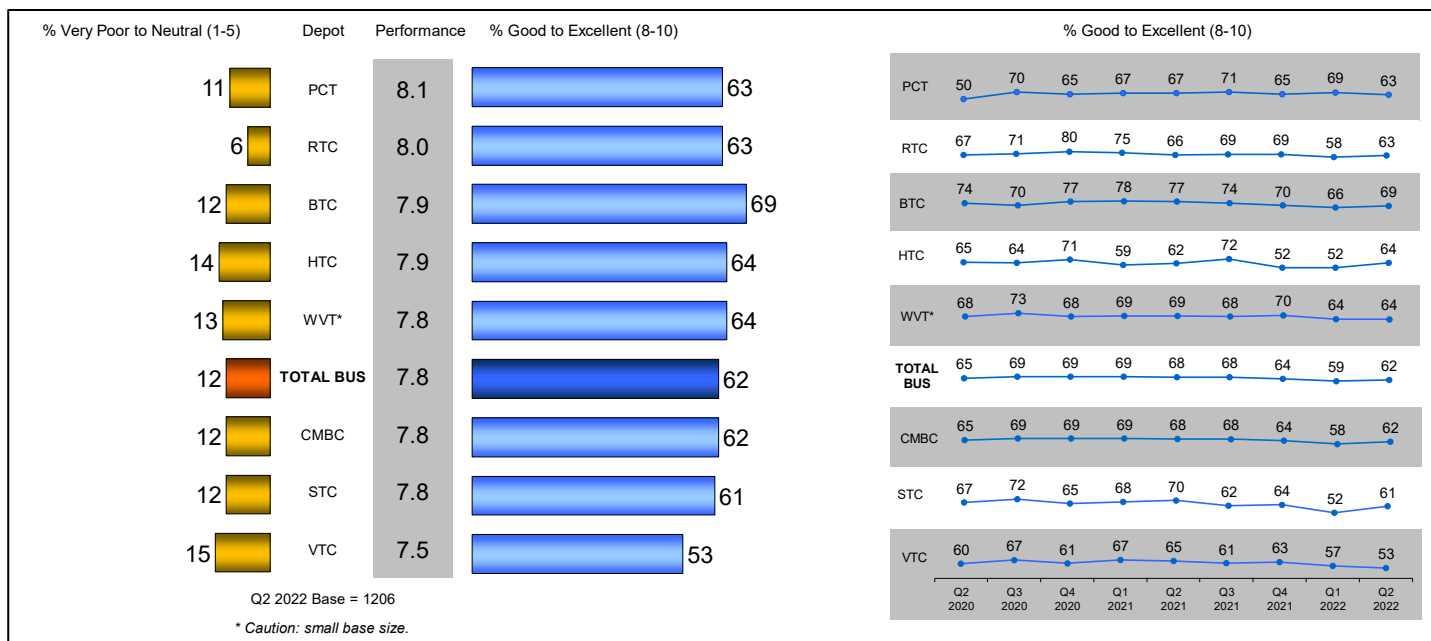 % Very Poor to Neutral (1-5) Depot Performance % Good to Excellent (8-10)
11 PCT 8.1 63
6 RTC 8.0 63
12 BTC 7.9 69
14 HTC 7.9 64
13 WVT* 7.8 64
12 TOTAL BUS 7.8 62
12 CMBC 7.8 62
12 STC 7.8 61
15 VTC 7.5 53
Q2 2022 Base = 1206
* Caution: small base size.
% Good to Excellent (8-10)
PCT 50 70 65 67 67 71 65 69 63
RTC 67 71 80 75 66 69 69 58 63
BTC 74 70 77 78 77 74 70 66 69
HTC 65 64 71 59 62 72 52 52 64
WVT* 68 73 68 69 69 68 70 64 64
TOTAL
BUS 65 69 69 69 68 68 64 59 62
CMBC 65 69 69 69 68 68 64 58 62
STC 67 72 65 68 70 62 64 52 61
VTC 60 67 61 67 65 61 63 57 53
Q2 Q3 Q4 Q1 Q2 Q3 Q4 Q1 Q2
2020 2020 2020 2021 2021 2021 2021 2022 2022